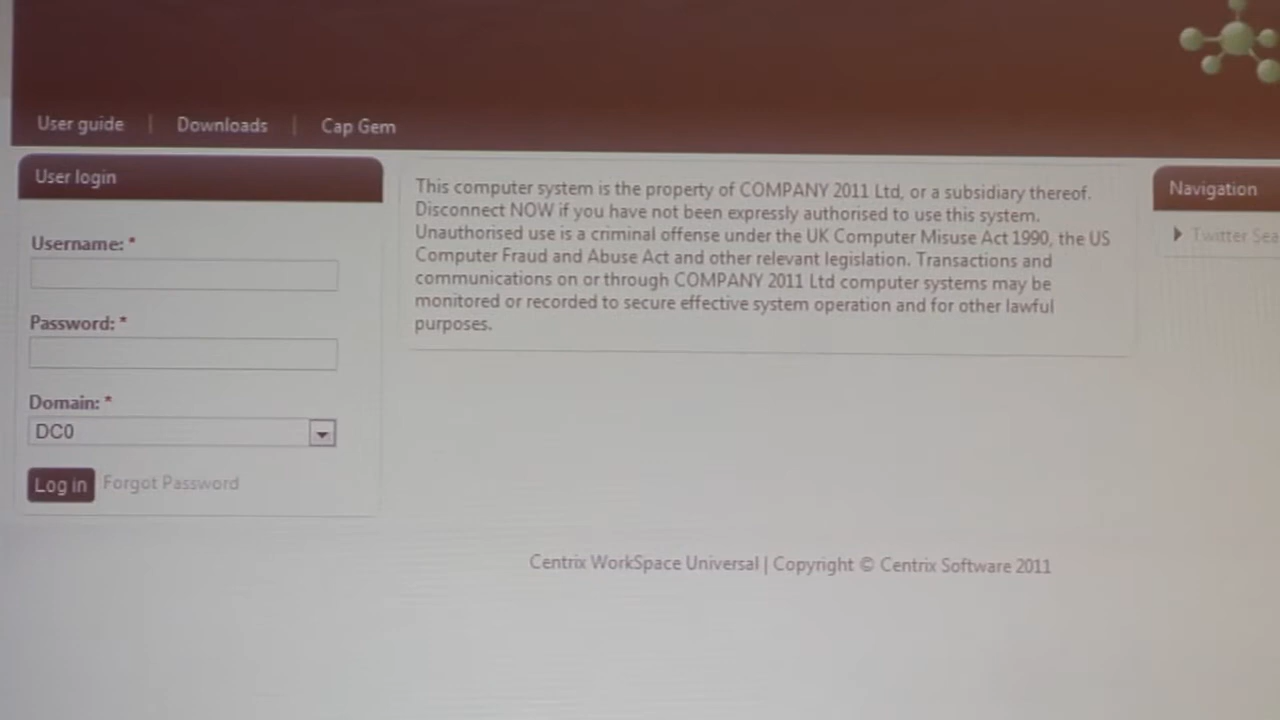 User guide | Downloads | Cap Gem
User login
Username: *
Password: *
Domain: *
DC0
Log in Forgot Password
This computer system is the property of COMPANY 2011 Ltd, or a subsidiary thereof.
Disconnect NOW if you have not been expressly authorised to use this system.
Unauthorised use is a criminal offense under the UK Computer Misuse Act 1990, the US
Computer Fraud and Abuse Act and other relevant legislation. Transactions and
communications on or through COMPANY 2011 Ltd computer systems may be
monitored or recorded to secure effective system operation and for other lawful
purposes.
Navigation
Twitter Sea
Centrix WorkSpace Universal | Copyright © Centrix Software 2011